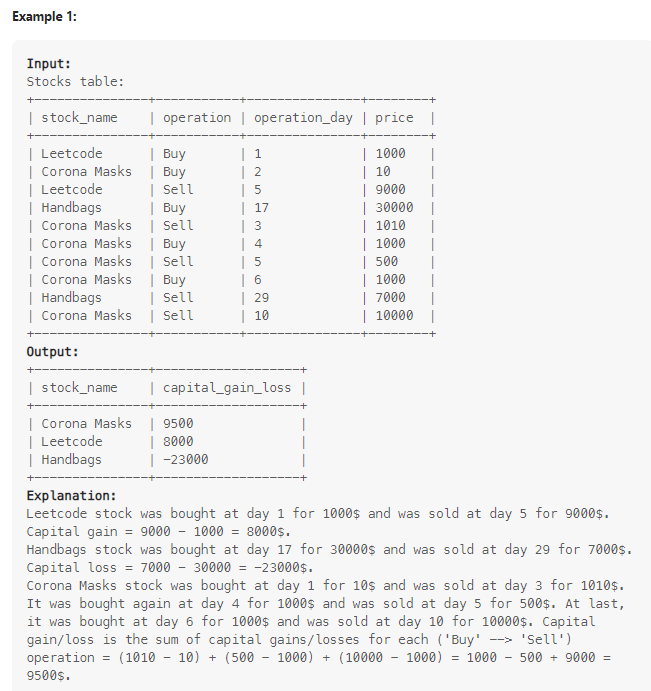 Example 1:
Input:
Stocks table:
+---------------+-----------+---------------+--------+
| stock_name    | operation | operation_day | price  |
+---------------+-----------+---------------+--------+
| Leetcode      | Buy       | 1             | 1000   |
| Corona Masks  | Buy       | 2             | 10     |
| Leetcode      | Sell      | 5             | 9000   |
| Handbags      | Buy       | 17            | 30000  |
| Corona Masks  | Sell      | 3             | 1010   |
| Corona Masks  | Buy       | 4             | 1000   |
| Corona Masks  | Sell      | 5             | 500    |
| Corona Masks  | Buy       | 6             | 1000   |
| Handbags      | Sell      | 29            | 7000   |
| Corona Masks  | Sell      | 10            | 10000  |
+---------------+-----------+---------------+--------+
Output:
+---------------+-------------------+
| stock_name    | capital_gain_loss |
+---------------+-------------------+
| Corona Masks  | 9500              |
| Leetcode      | 8000              |
| Handbags      | -23000            |
+---------------+-------------------+
Explanation:
Leetcode stock was bought at day 1 for 1000$ and was sold at day 5 for 9000$.
Capital gain = 9000 - 1000 = 8000$.
Handbags stock was bought at day 17 for 30000$ and was sold at day 29 for 7000$.
Capital loss = 7000 - 30000 = -23000$.
Corona Masks stock was bought at day 1 for 10$ and was sold at day 3 for 1010$.
It was bought again at day 4 for 1000$ and was sold at day 5 for 500$. At last,
it was bought at day 6 for 1000$ and was sold at day 10 for 10000$. Capital
gain/loss is the sum of capital gains/losses for each ('Buy' --> 'Sell')
operation = (1010 - 10) + (500 - 1000) + (10000 - 1000) = 1000 - 500 + 9000 =
9500$.